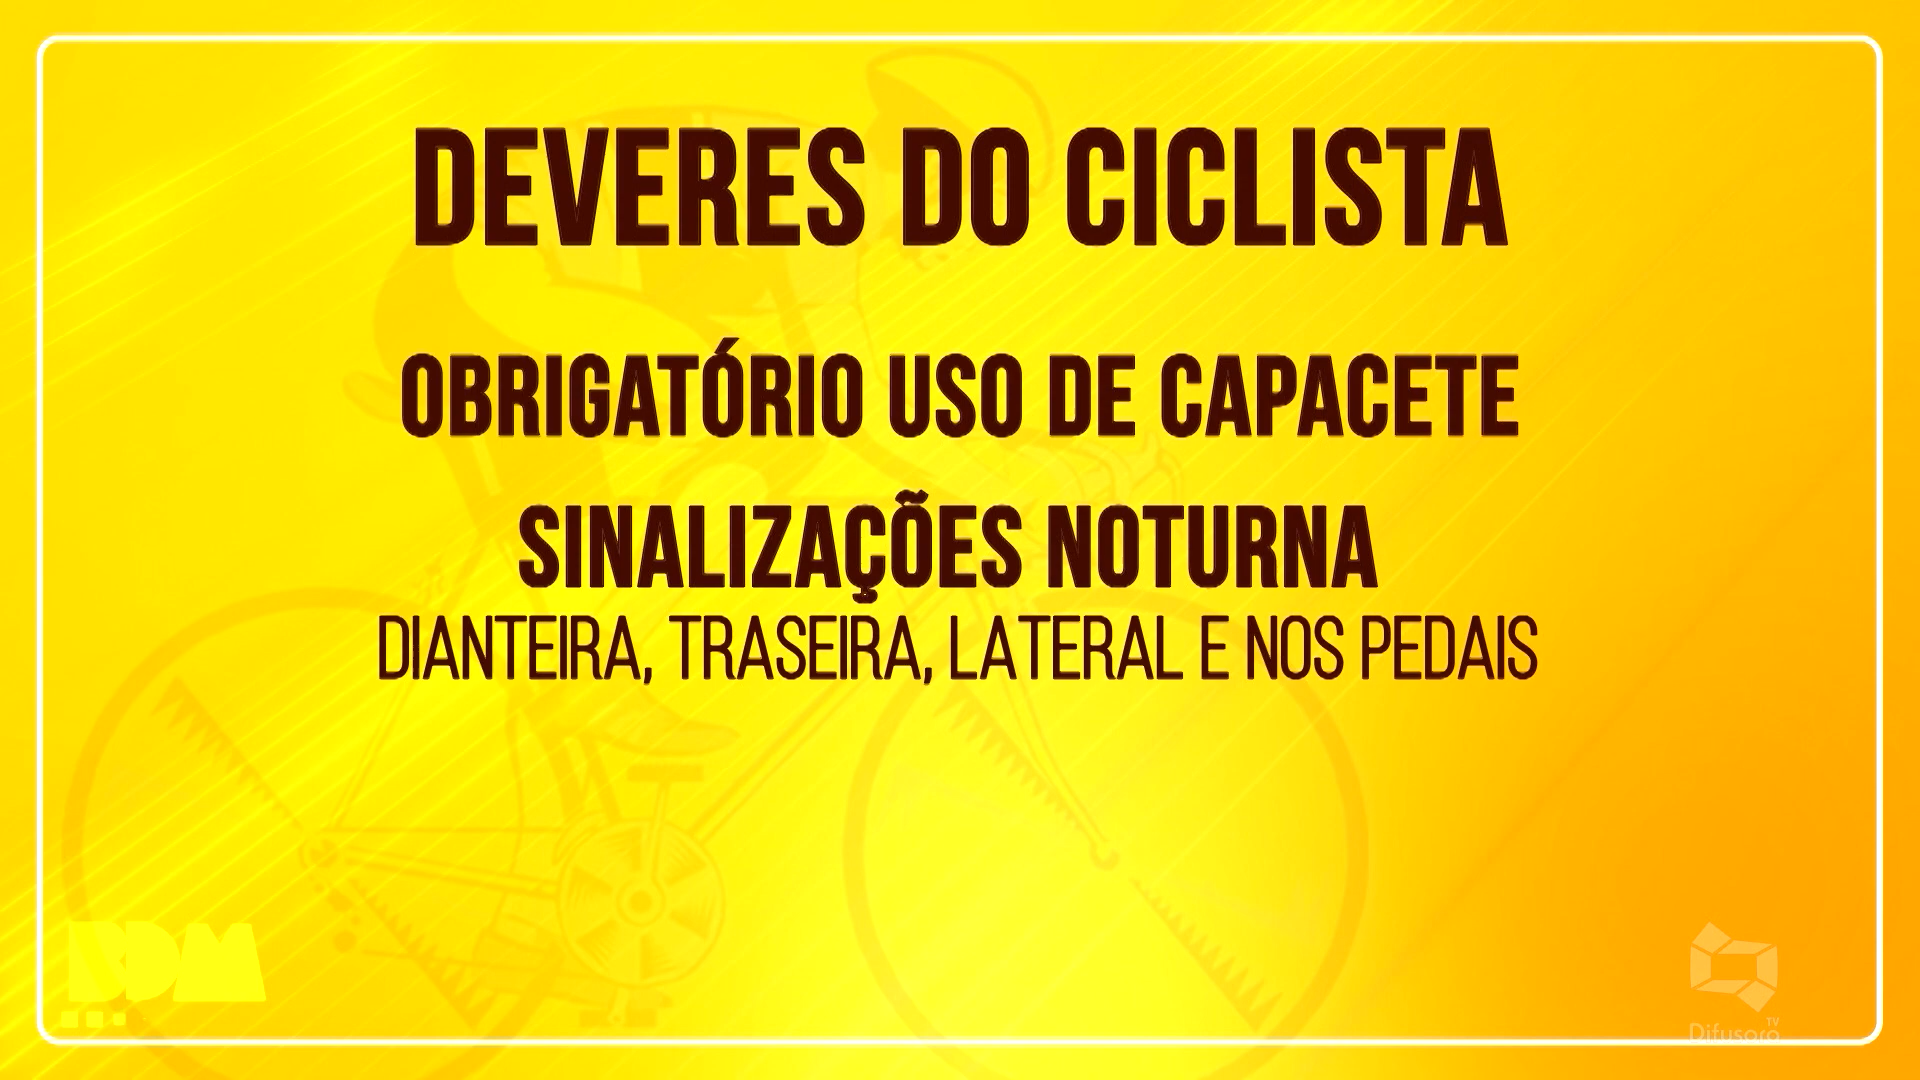 DEVERES DO CICLISTA
OBRIGATÓRIO USO DE CAPACETE
SINALIZAÇÕES NOTURNA
DIANTEIRA, TRASEIRA, LATERAL E NOS PEDAIS
BDM
TV
Difusora